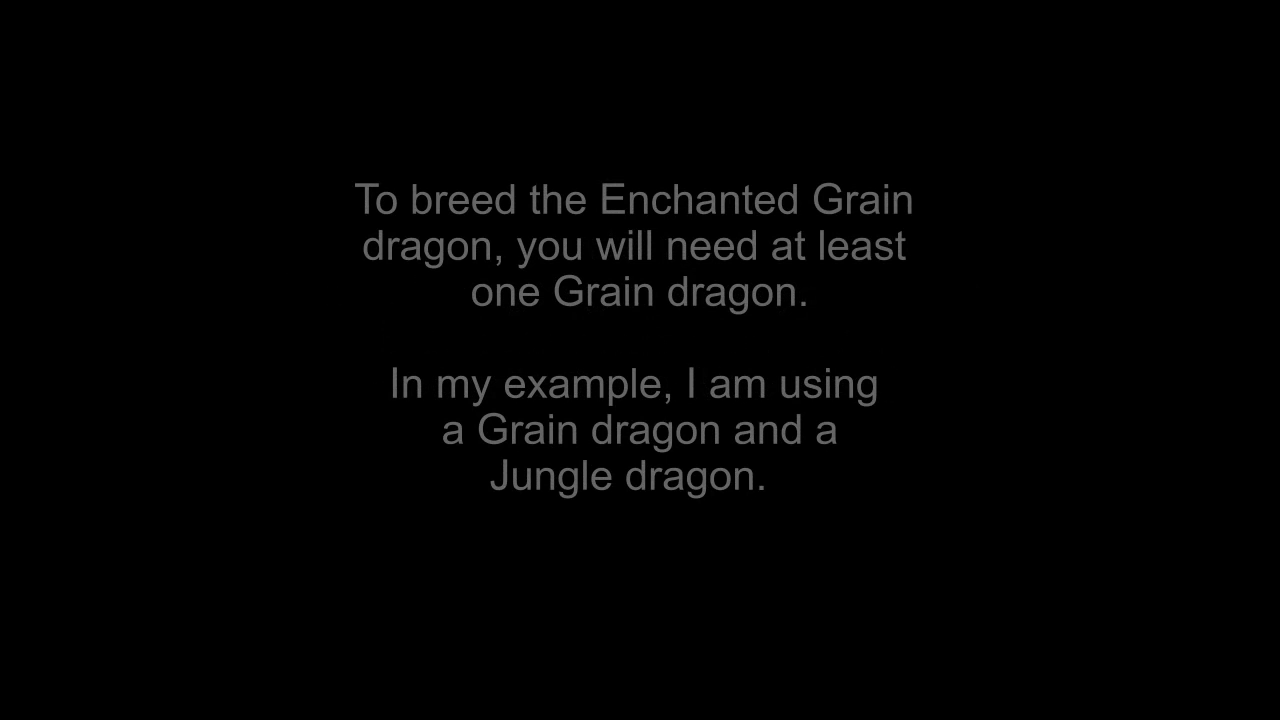 To breed the Enchanted Grain
dragon, you will need at least
one Grain dragon.
In my example, I am using
a Grain dragon and a
Jungle dragon.